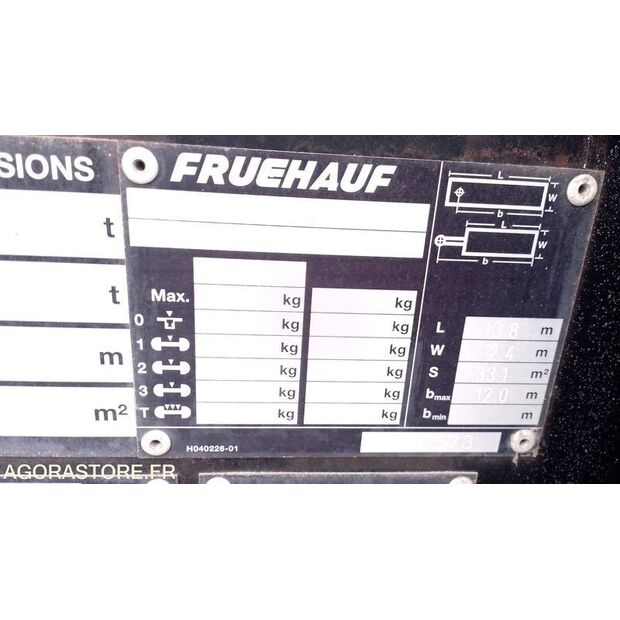 SIONS
t
t
m
m²
FRUEHAUF
Max. kg kg
0 kg kg
1 kg kg
2 kg kg
3 kg kg
T kg kg
H040226-01
L
W
b
L
W
b
L 13.8 m
W 2.4 m
S 33.1 m²
bmax 12.0 m
bmin m
23
AGORASTORE.FR